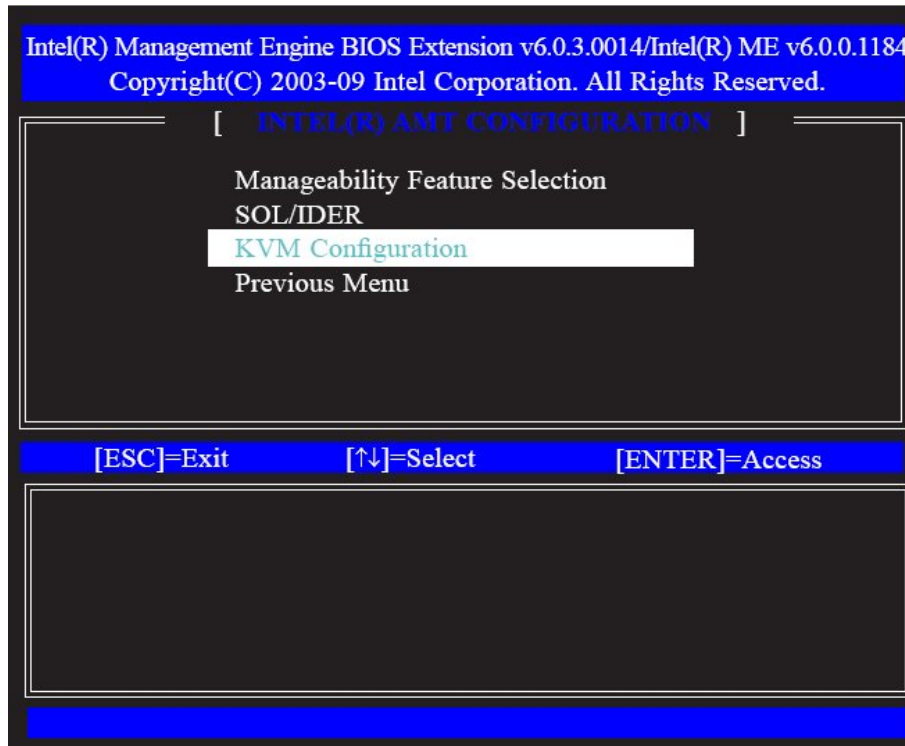 Intel(R) Management Engine BIOS Extension v6.0.3.0014/Intel(R) ME v6.0.0.1184
Copyright(C) 2003-09 Intel Corporation. All Rights Reserved.
[ INTEL(R) AMT CONFIGURATION ]
Manageability Feature Selection
SOL/IDER
KVM Configuration
Previous Menu
[ESC]=Exit [↑↓]=Select [ENTER]=Access